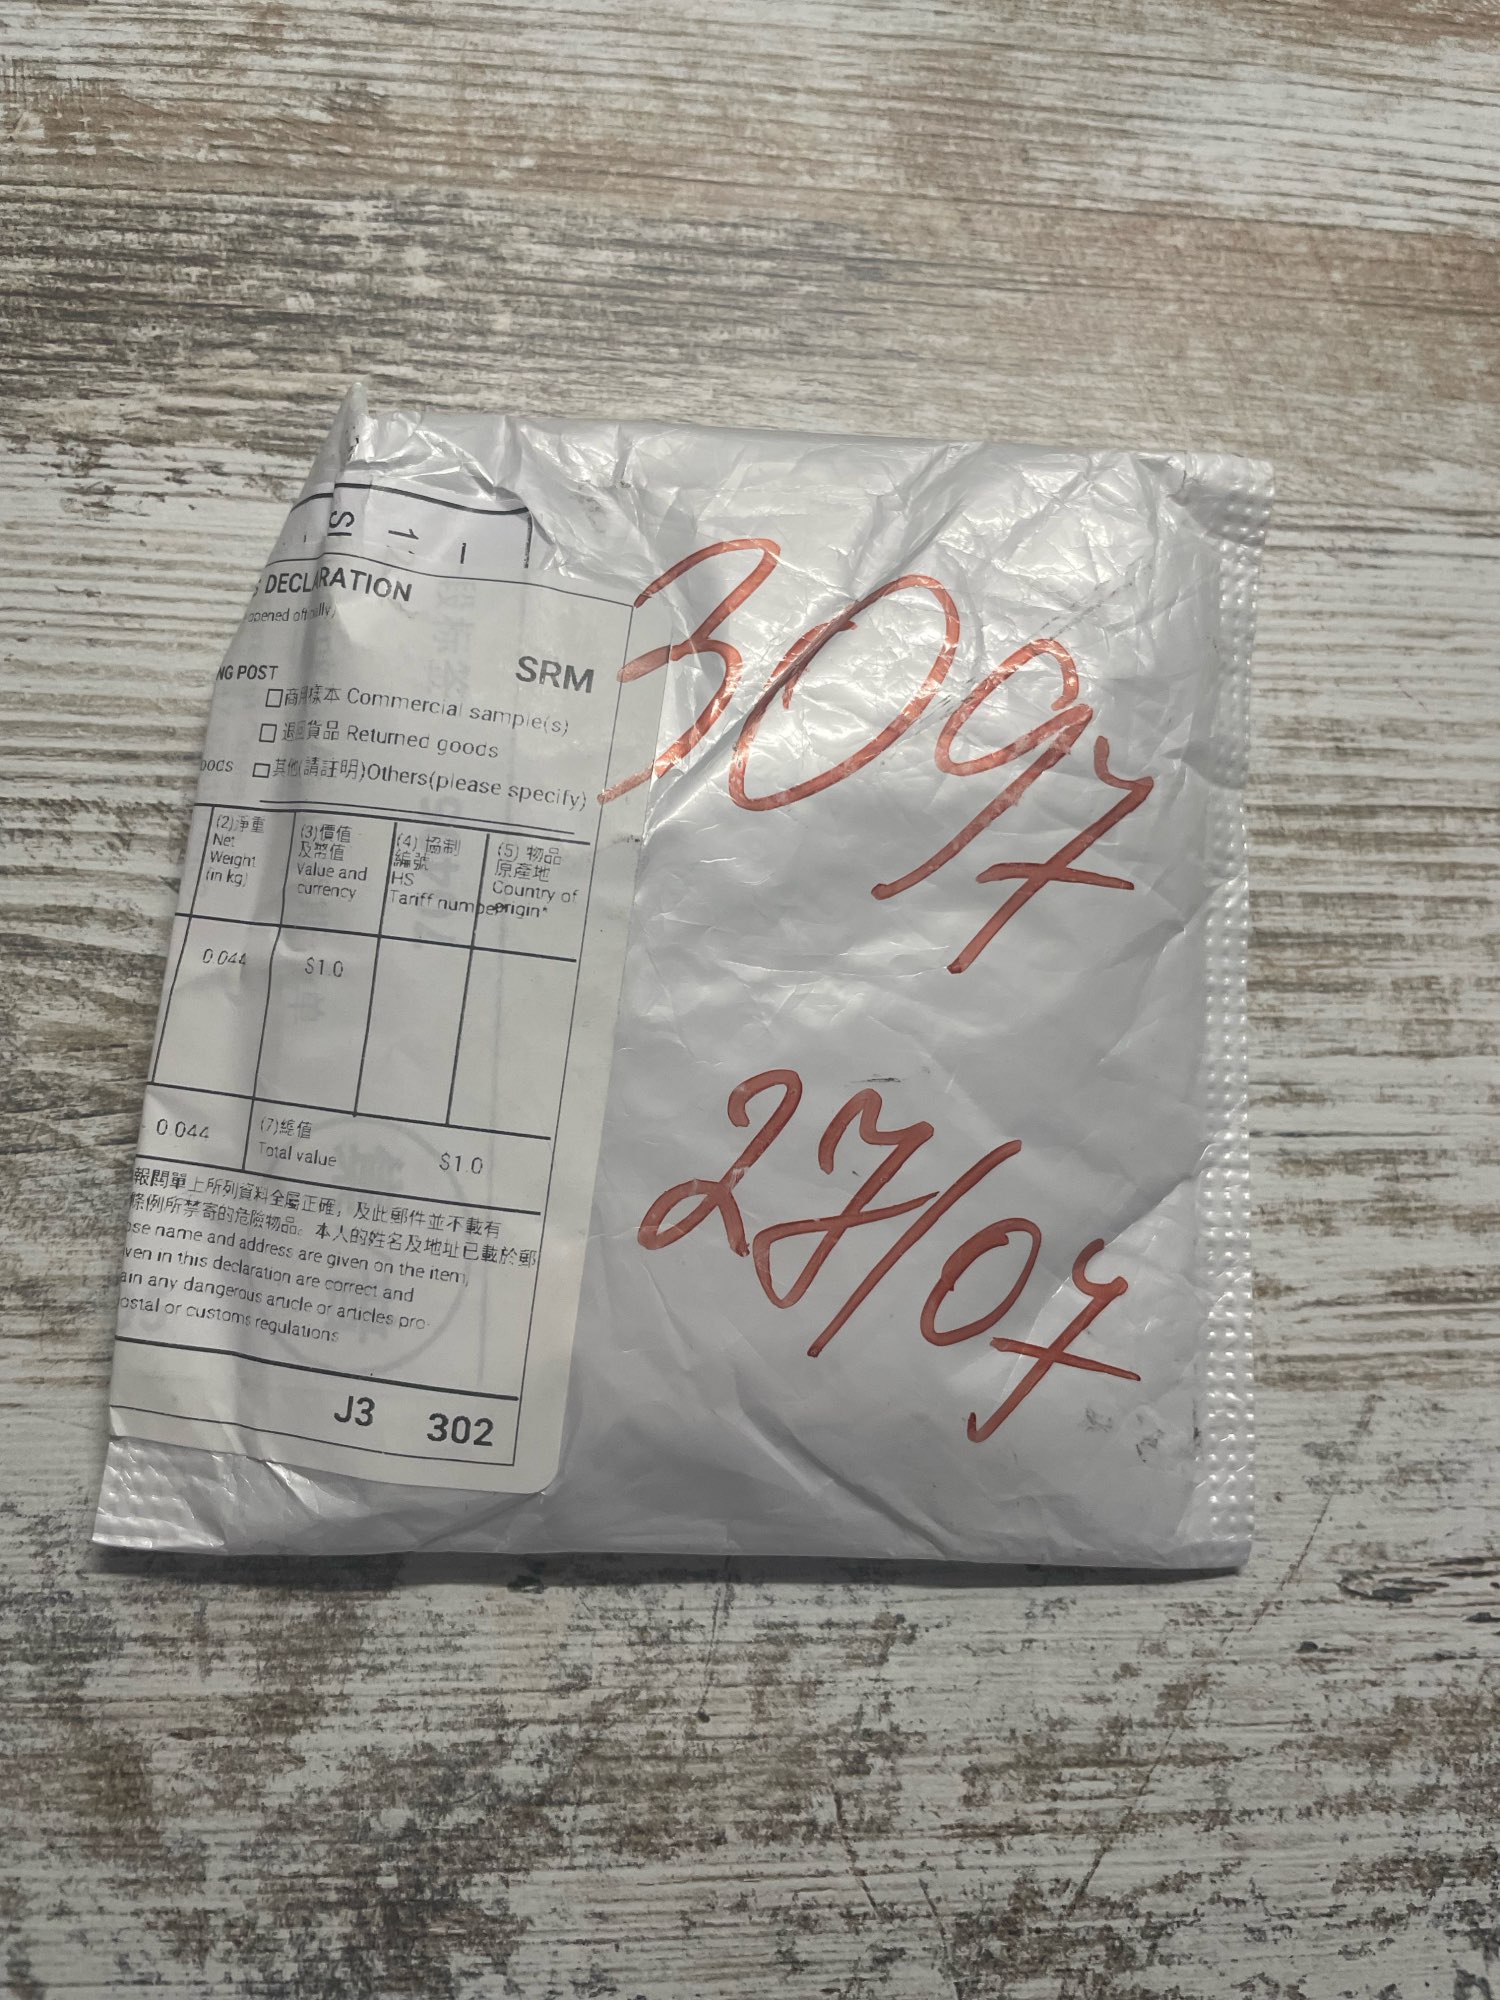 DECLARATION
opened officially)
NG POST
SRM
□商用樣本 Commercial sample(s)
□退回貨品 Returned goods
oods □其他(請註明)Others(please specify)
(2)淨重 Net Weight (in kg)
(3)價值及幣值 Value and currency
(4) 協制編號 HS Tariff number
(5) 物品原產地 Country of origin*
0.044 $1.0
0.044 (7)總值 Total value $1.0
報關單上所列資料全屬正確，及此郵件並不載有
條例所禁寄的危險物品。本人的姓名及地址已載於郵
ose name and address are given on the item,
ven in this declaration are correct and
ain any dangerous article or articles pro-
ostal or customs regulations
J3 302
3097
27/07